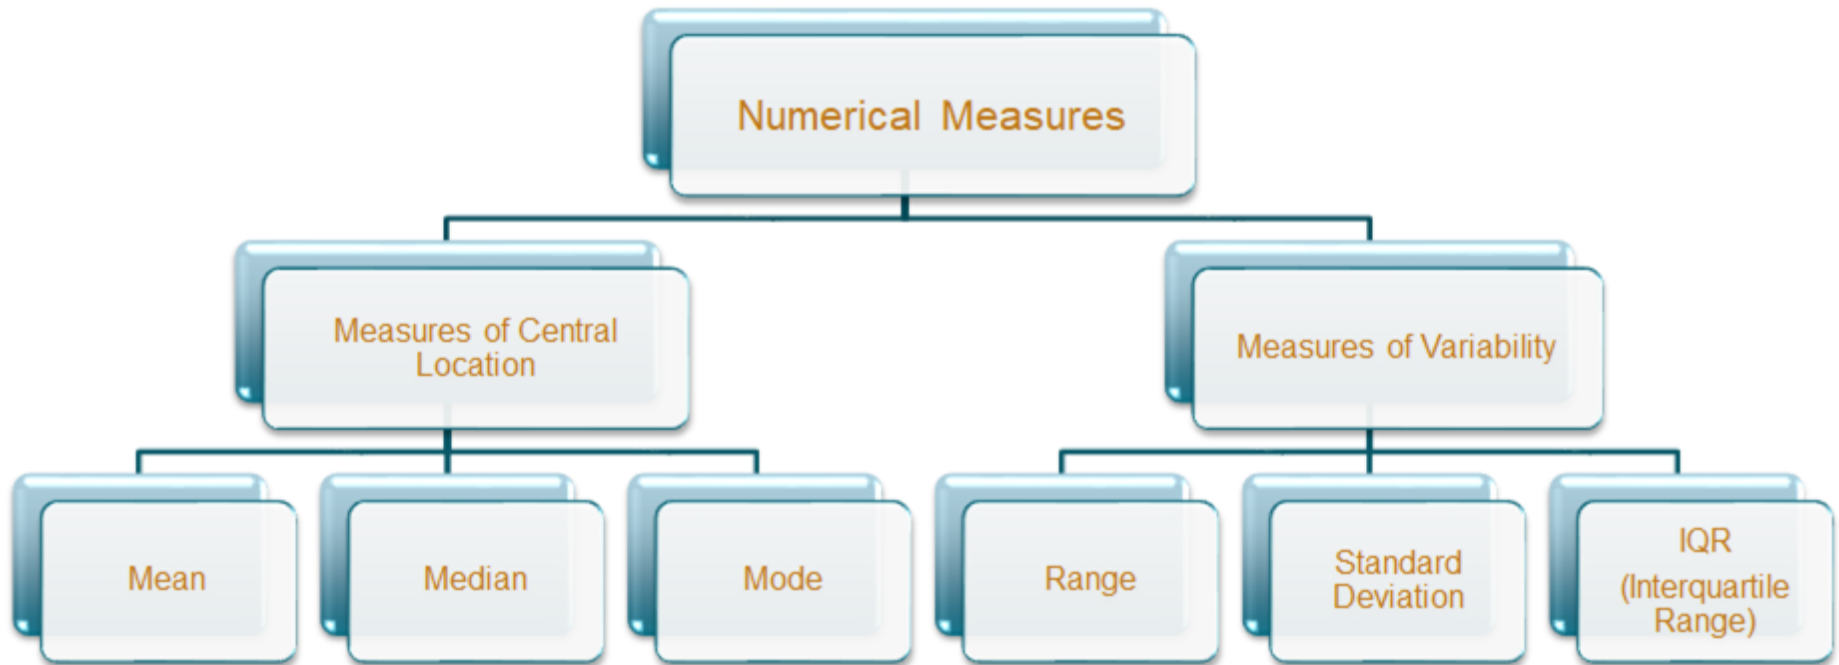 Numerical Measures
Measures of Central
Location
Measures of Variability
Mean
Median
Mode
Range
Standard
Deviation
IQR
(Interquartile
Range)